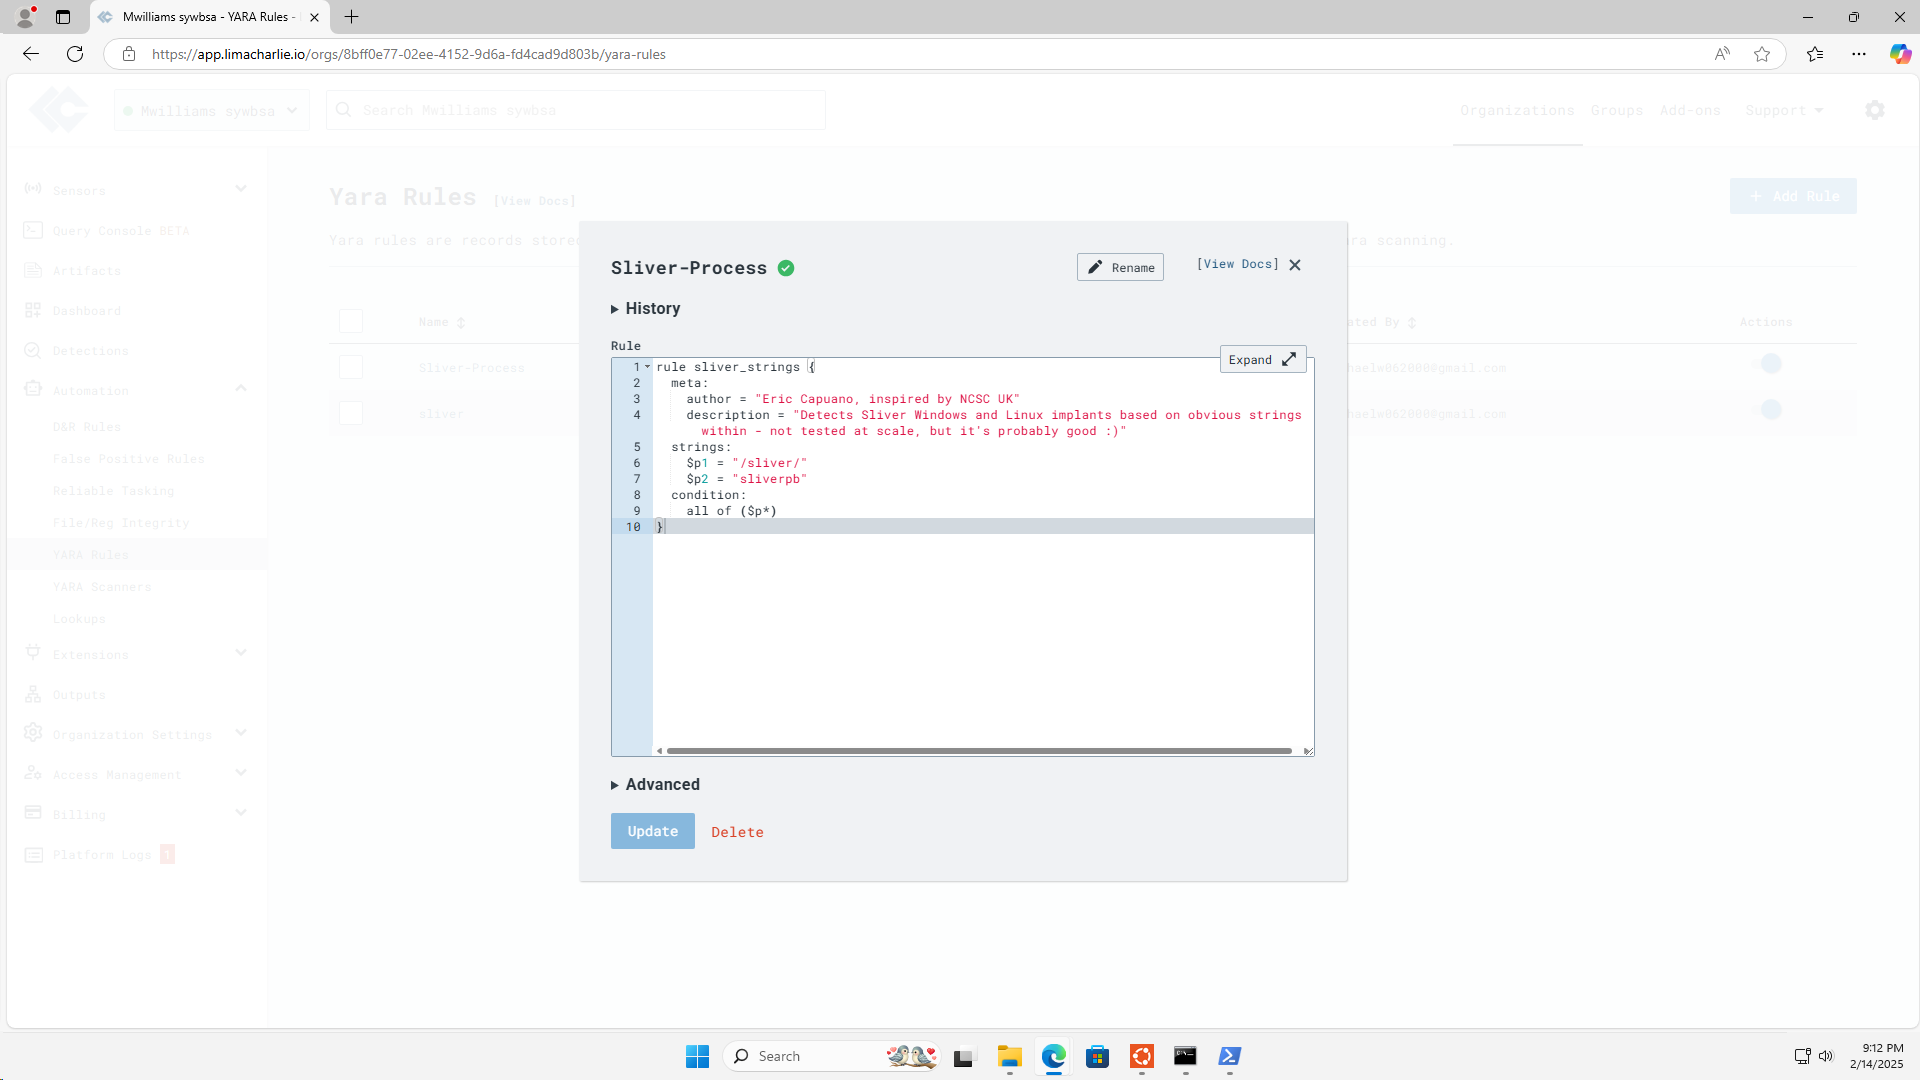 Mwilliams sywbsa - YARA Rules -
https://app.limacharlie.io/orgs/8bff0e77-02ee-4152-9d6a-fd4cad9d803b/yara-rules
Mwilliams sywbsa
Search Mwilliams sywbsa
Organizations Groups Add-ons Support
Sensors
Query Console BETA
Artifacts
Dashboard
Detections
Automation
D&R Rules
False Positive Rules
Reliable Tasking
File/Reg Integrity
YARA Rules
YARA Scanners
Lookups
Extensions
Outputs
Organization Settings
Access Management
Billing
Platform Logs 1
Yara Rules [View Docs]
+ Add Rule
Yara rules are records store
ra scanning.
Name
ated By
Actions
Sliver-Process
haelw062000@gmail.com
sliver
haelw062000@gmail.com
Sliver-Process
Rename
[View Docs]
History
Rule
Expand
1 rule sliver_strings {
2 meta:
3 author = "Eric Capuano, inspired by NCSC UK"
4 description = "Detects Sliver Windows and Linux implants based on obvious strings
within - not tested at scale, but it's probably good :)"
5 strings:
6 $p1 = "/sliver/"
7 $p2 = "sliverpb"
8 condition:
9 all of ($p*)
10 }
Advanced
Update
Delete
Search
9:12 PM
2/14/2025